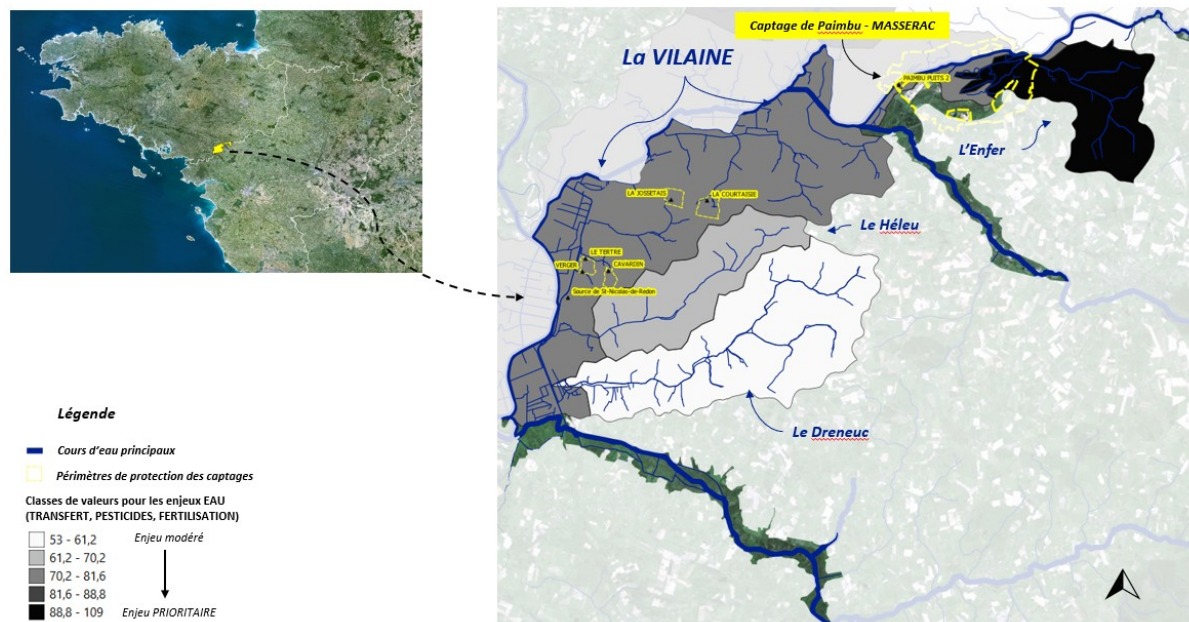 Captage de Paimbu - MASSERAC
La VILAINE
PAIMBU PUITS 2
L'Enfer
LA JOSSETAIS
LA COURTAISIE
Le Héleu
LE TERTRE
VERGER
CAVARDIN
Source de St-Nicolas-de-Redon
Le Dreneuc
Légende
Cours d'eau principaux
Périmètres de protection des captages
Classes de valeurs pour les enjeux EAU
(TRANSFERT, PESTICIDES, FERTILISATION)
53 - 61,2 Enjeu modéré
61,2 - 70,2
70,2 - 81,6
81,6 - 88,8
88,8 - 109 Enjeu PRIORITAIRE